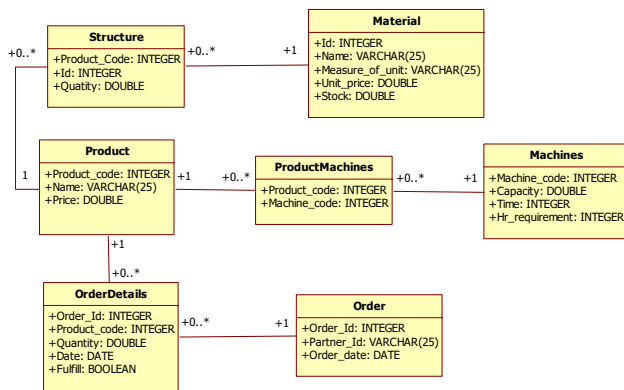 Structure
+Product_Code: INTEGER
+Id: INTEGER
+Quatity: DOUBLE
+0..*
+0..*
+1
Material
+Id: INTEGER
+Name: VARCHAR(25)
+Measure_of_unit: VARCHAR(25)
+Unit_price: DOUBLE
+Stock: DOUBLE
Product
+Product_code: INTEGER
+Name: VARCHAR(25)
+Price: DOUBLE
1
+1
+0..*
ProductMachines
+Product_code: INTEGER
+Machine_code: INTEGER
+0..*
+1
Machines
+Machine_code: INTEGER
+Capacity: DOUBLE
+Time: INTEGER
+Hr_requirement: INTEGER
+1
+0..*
OrderDetails
+Order_Id: INTEGER
+Product_code: INTEGER
+Quantity: DOUBLE
+Date: DATE
+Fulfill: BOOLEAN
+0..*
+1
Order
+Order_Id: INTEGER
+Partner_Id: VARCHAR(25)
+Order_date: DATE